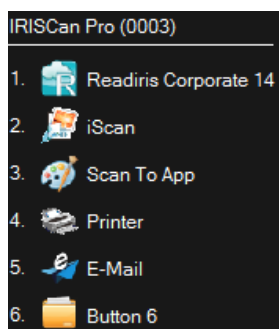 IRISCan Pro (0003)
1. Readiris Corporate 14
2. iScan
3. Scan To App
4. Printer
5. E-Mail
6. Button 6